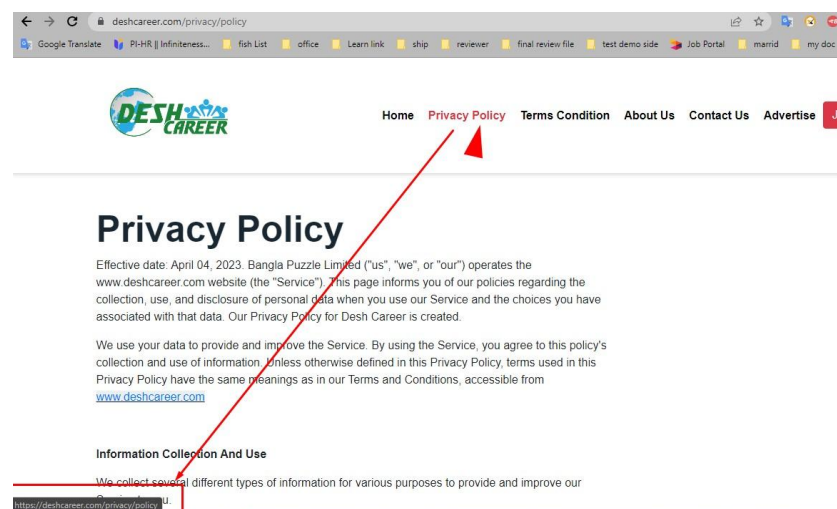 deshcareer.com/privacy/policy
Google Translate PI-HR || Infiniteness... fish List office Learn link ship reviewer final review file test demo side Job Portal marrid my doc
DESH
CAREER
Home Privacy Policy Terms Condition About Us Contact Us Advertise J
Privacy Policy
Effective date: April 04, 2023. Bangla Puzzle Limited ("us", "we", or "our") operates the
www.deshcareer.com website (the "Service"). This page informs you of our policies regarding the
collection, use, and disclosure of personal data when you use our Service and the choices you have
associated with that data. Our Privacy Policy for Desh Career is created.
We use your data to provide and improve the Service. By using the Service, you agree to this policy's
collection and use of information. Unless otherwise defined in this Privacy Policy, terms used in this
Privacy Policy have the same meanings as in our Terms and Conditions, accessible from
www.deshcareer.com
Information Collection And Use
We collect several different types of information for various purposes to provide and improve our
https://deshcareer.com/privacy/policy